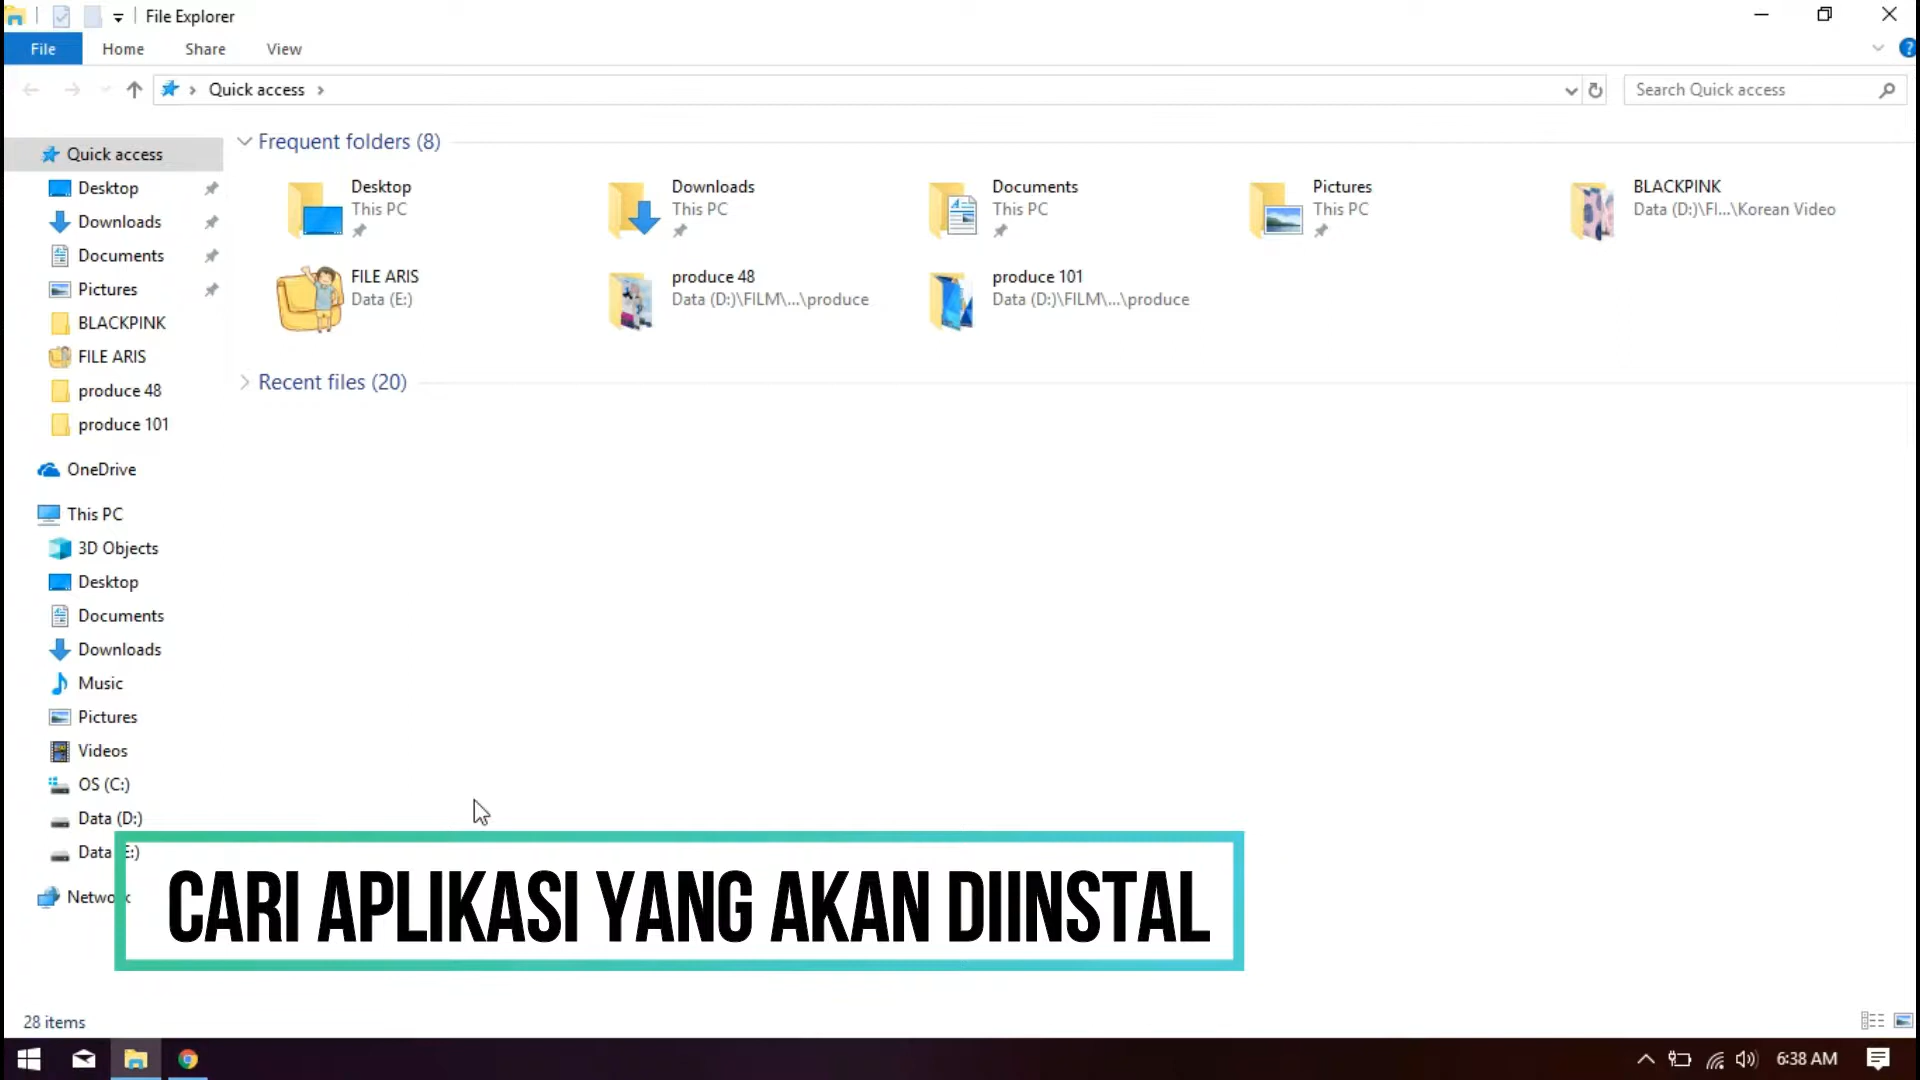 File Explorer
File Home Share View
Quick access
Search Quick access
Quick access
Desktop
Downloads
Documents
Pictures
BLACKPINK
FILE ARIS
produce 48
produce 101
OneDrive
This PC
3D Objects
Desktop
Documents
Downloads
Music
Pictures
Videos
OS (C:)
Data (D:)
Data (E:)
Network
Frequent folders (8)
Desktop
This PC
Downloads
This PC
Documents
This PC
Pictures
This PC
BLACKPINK
Data (D:)\FI...\Korean Video
FILE ARIS
Data (E:)
produce 48
Data (D:)\FILM\...\produce
produce 101
Data (D:)\FILM\...\produce
Recent files (20)
CARI APLIKASI YANG AKAN DIINSTAL
28 items
6:38 AM